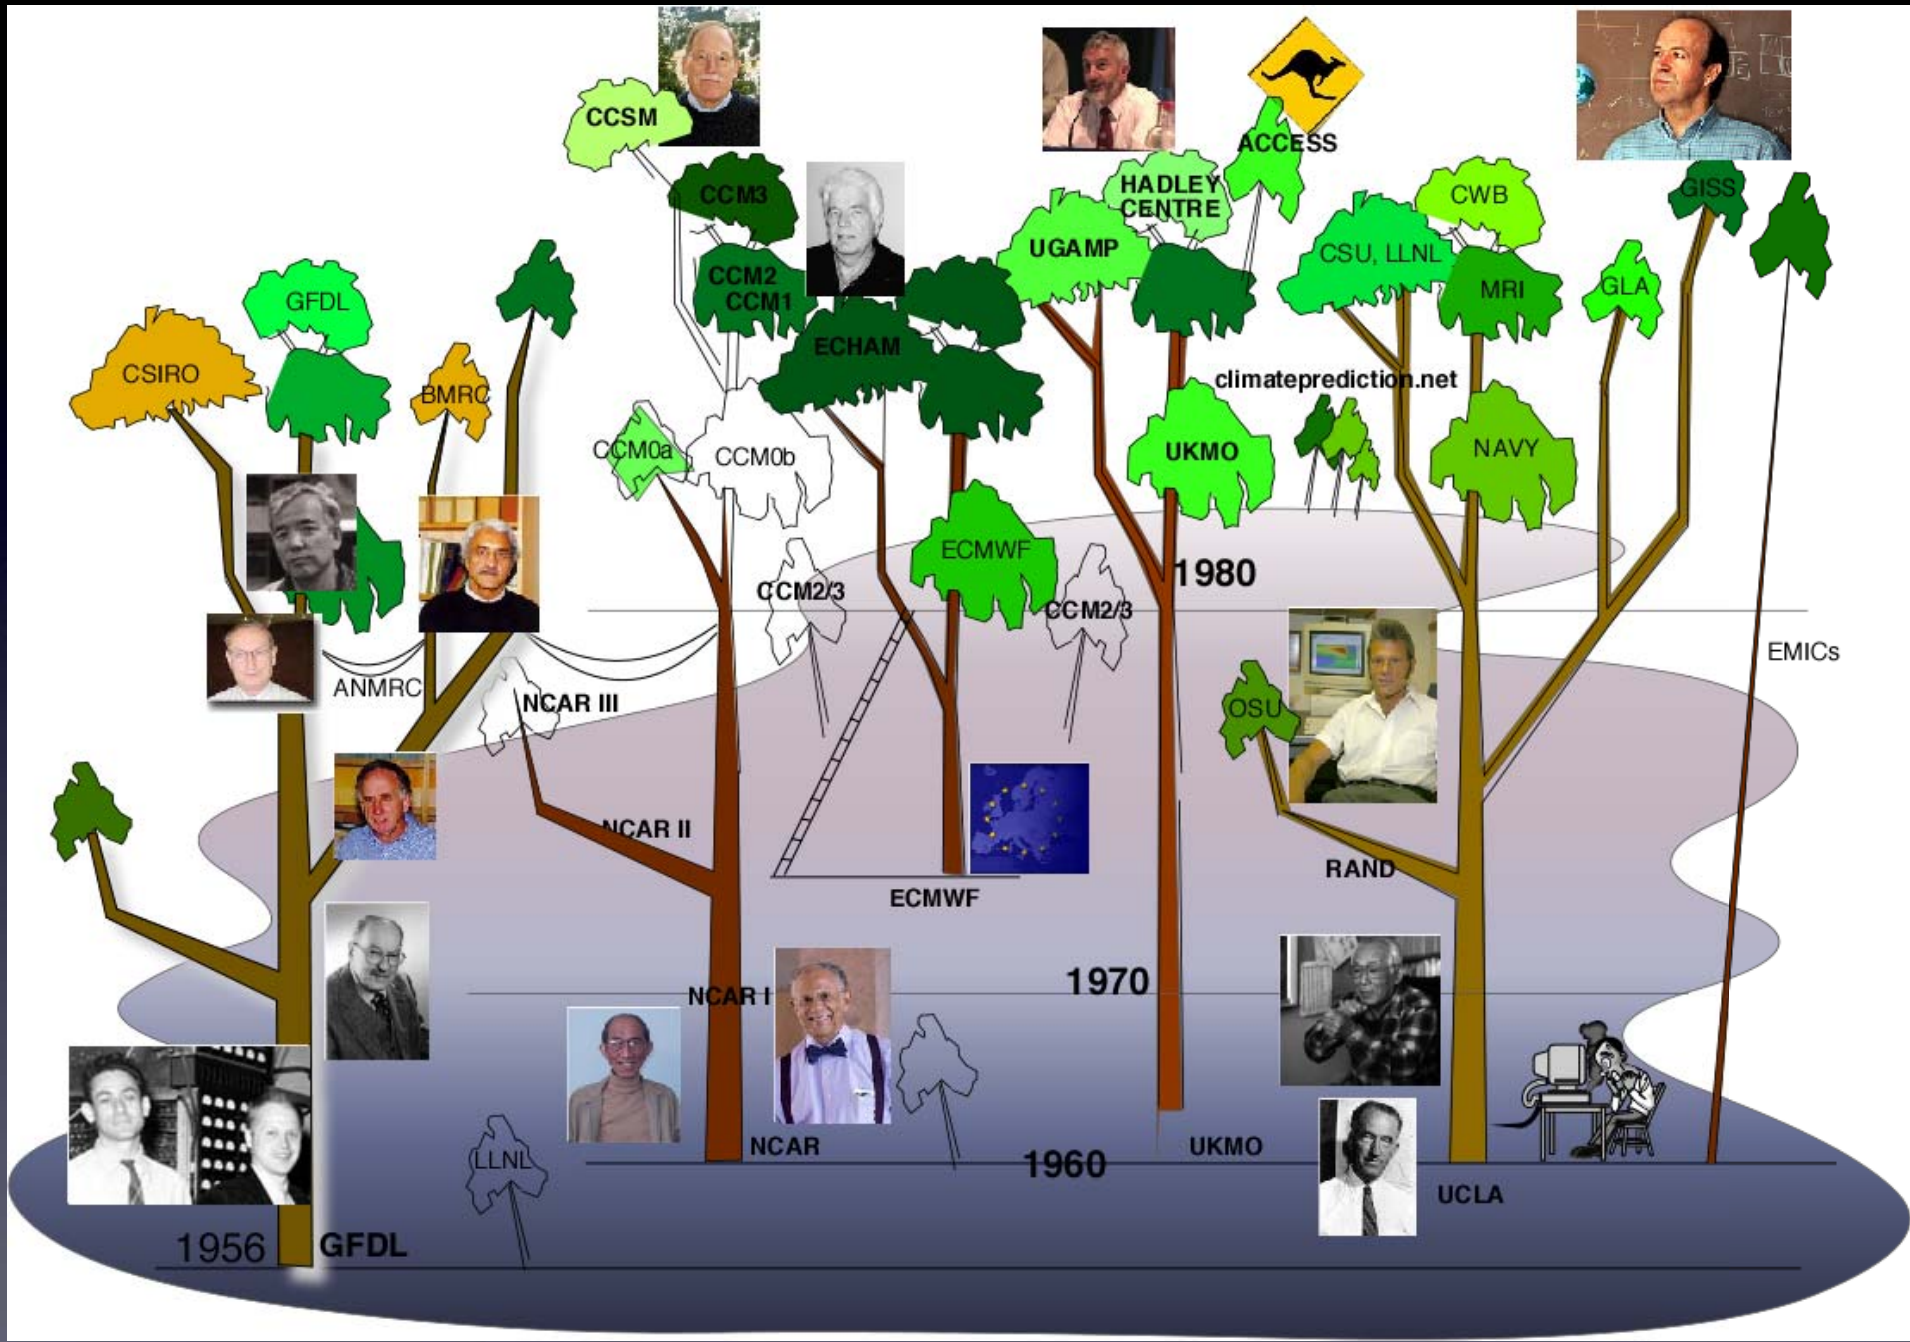 CCSM
ACCESS
CCM3
HADLEY
CENTRE
CWB
GISS
UGAMP
CSU, LLNL
CCM2
CCM1
MRI
GLA
GFDL
CSIRO
BMRC
ECHAM
climateprediction.net
CCM0a
CCM0b
UKMO
NAVY
ECMWF
1980
CCM2/3
CCM2/3
EMICs
ANMRC
NCAR III
OSU
NCAR II
RAND
ECMWF
1970
NCAR I
NCAR
UKMO
1960
LLNL
UCLA
1956
GFDL